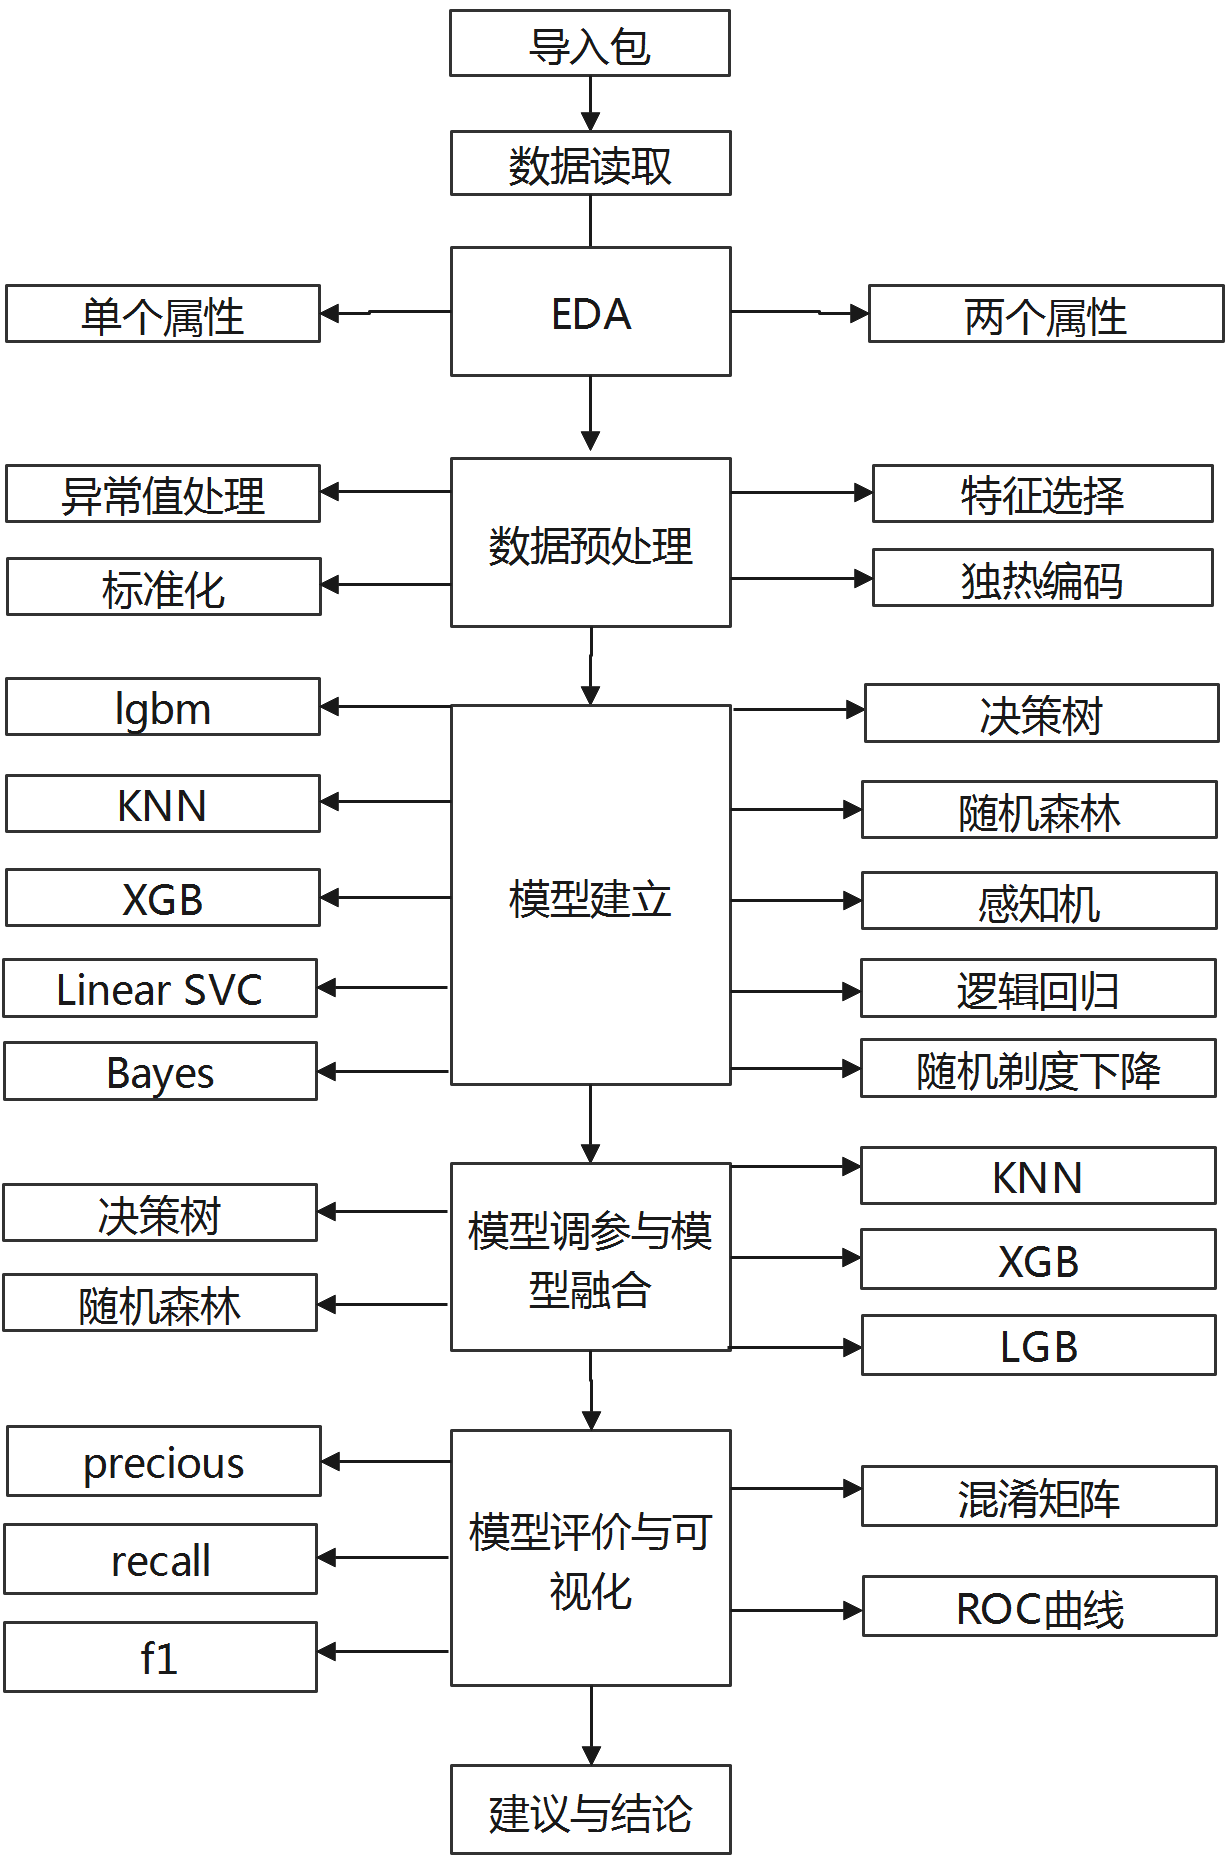 导入包
数据读取
单个属性
EDA
两个属性
异常值处理
标准化
数据预处理
特征选择
独热编码
lgbm
KNN
XGB
Linear SVC
Bayes
模型建立
决策树
随机森林
感知机
逻辑回归
随机剃度下降
决策树
随机森林
模型调参与模
型融合
KNN
XGB
LGB
precious
recall
f1
模型评价与可
视化
混淆矩阵
ROC曲线
建议与结论